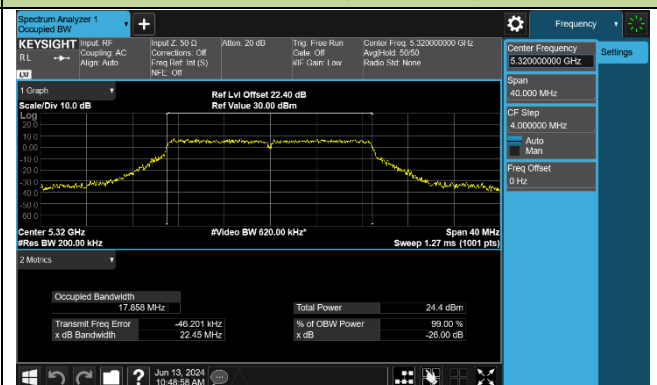 Spectrum Analyzer 1
Occupied BW
Frequency
KEYSIGHT
RL
Input: RF
Coupling: AC
Align: Auto
Input Z: 50 Ω
Corrections: Off
Freq Ref: Int (S)
NFE: Off
Atten: 20 dB
Trig: Free Run
Gate: Off
#IF Gain: Low
Center Freq: 5.320000000 GHz
Avg|Hold: 50/50
Radio Std: None
LXI
Center Frequency
5.320000000 GHz
Settings
Span
40.000 MHz
CF Step
4.000000 MHz
Auto
Man
Freq Offset
0 Hz
1 Graph
Scale/Div 10.0 dB
Ref Lvl Offset 22.40 dB
Ref Value 30.00 dBm
Log
20.0
10.0
0.00
-10.0
-20.0
-30.0
-40.0
-50.0
-60.0
Center 5.32 GHz
#Res BW 200.00 kHz
#Video BW 620.00 kHz*
Span 40 MHz
Sweep 1.27 ms (1001 pts)
2 Metrics
Occupied Bandwidth
17.858 MHz
Total Power 24.4 dBm
Transmit Freq Error -46.201 kHz
% of OBW Power 99.00 %
x dB Bandwidth 22.45 MHz
x dB -26.00 dB
Jun 13, 2024
10:48:58 AM